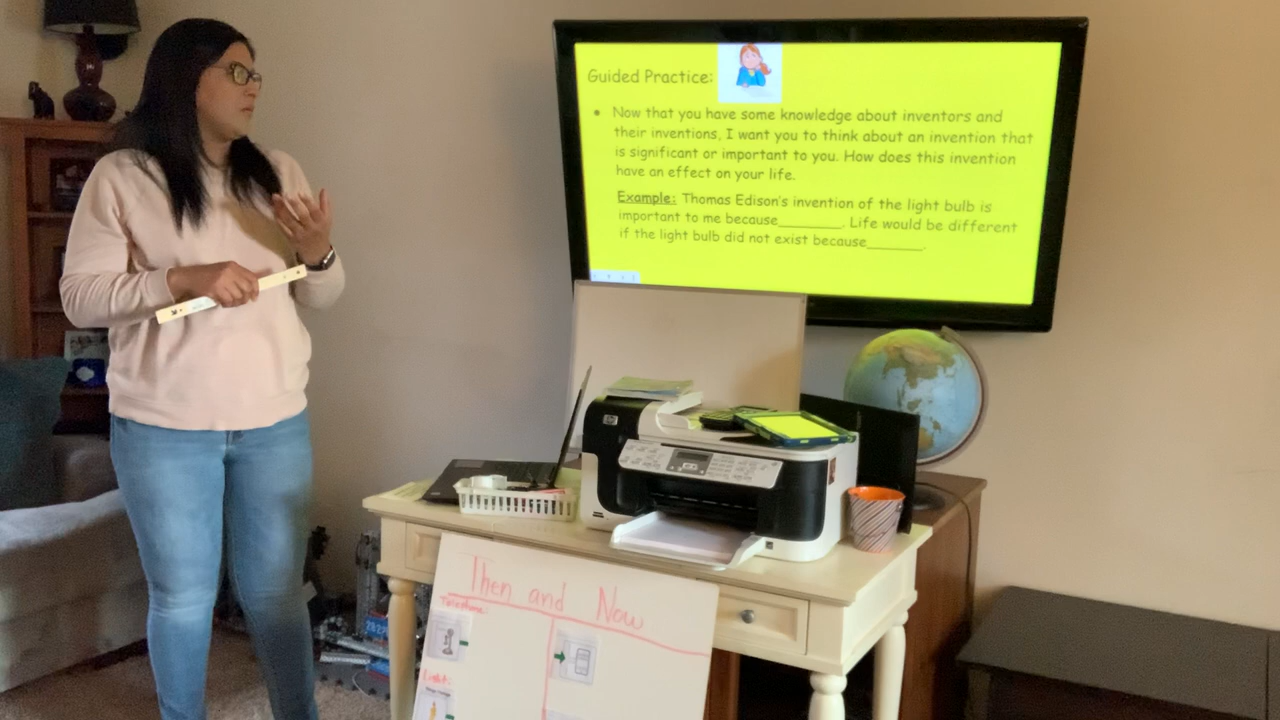 Guided Practice:
• Now that you have some knowledge about inventors and
their inventions, I want you to think about an invention that
is significant or important to you. How does this invention
have an effect on your life.
Example: Thomas Edison's invention of the light bulb is
important to me because________. Life would be different
if the light bulb did not exist because_______.
hp
Then and Now
Telephone:
Light: